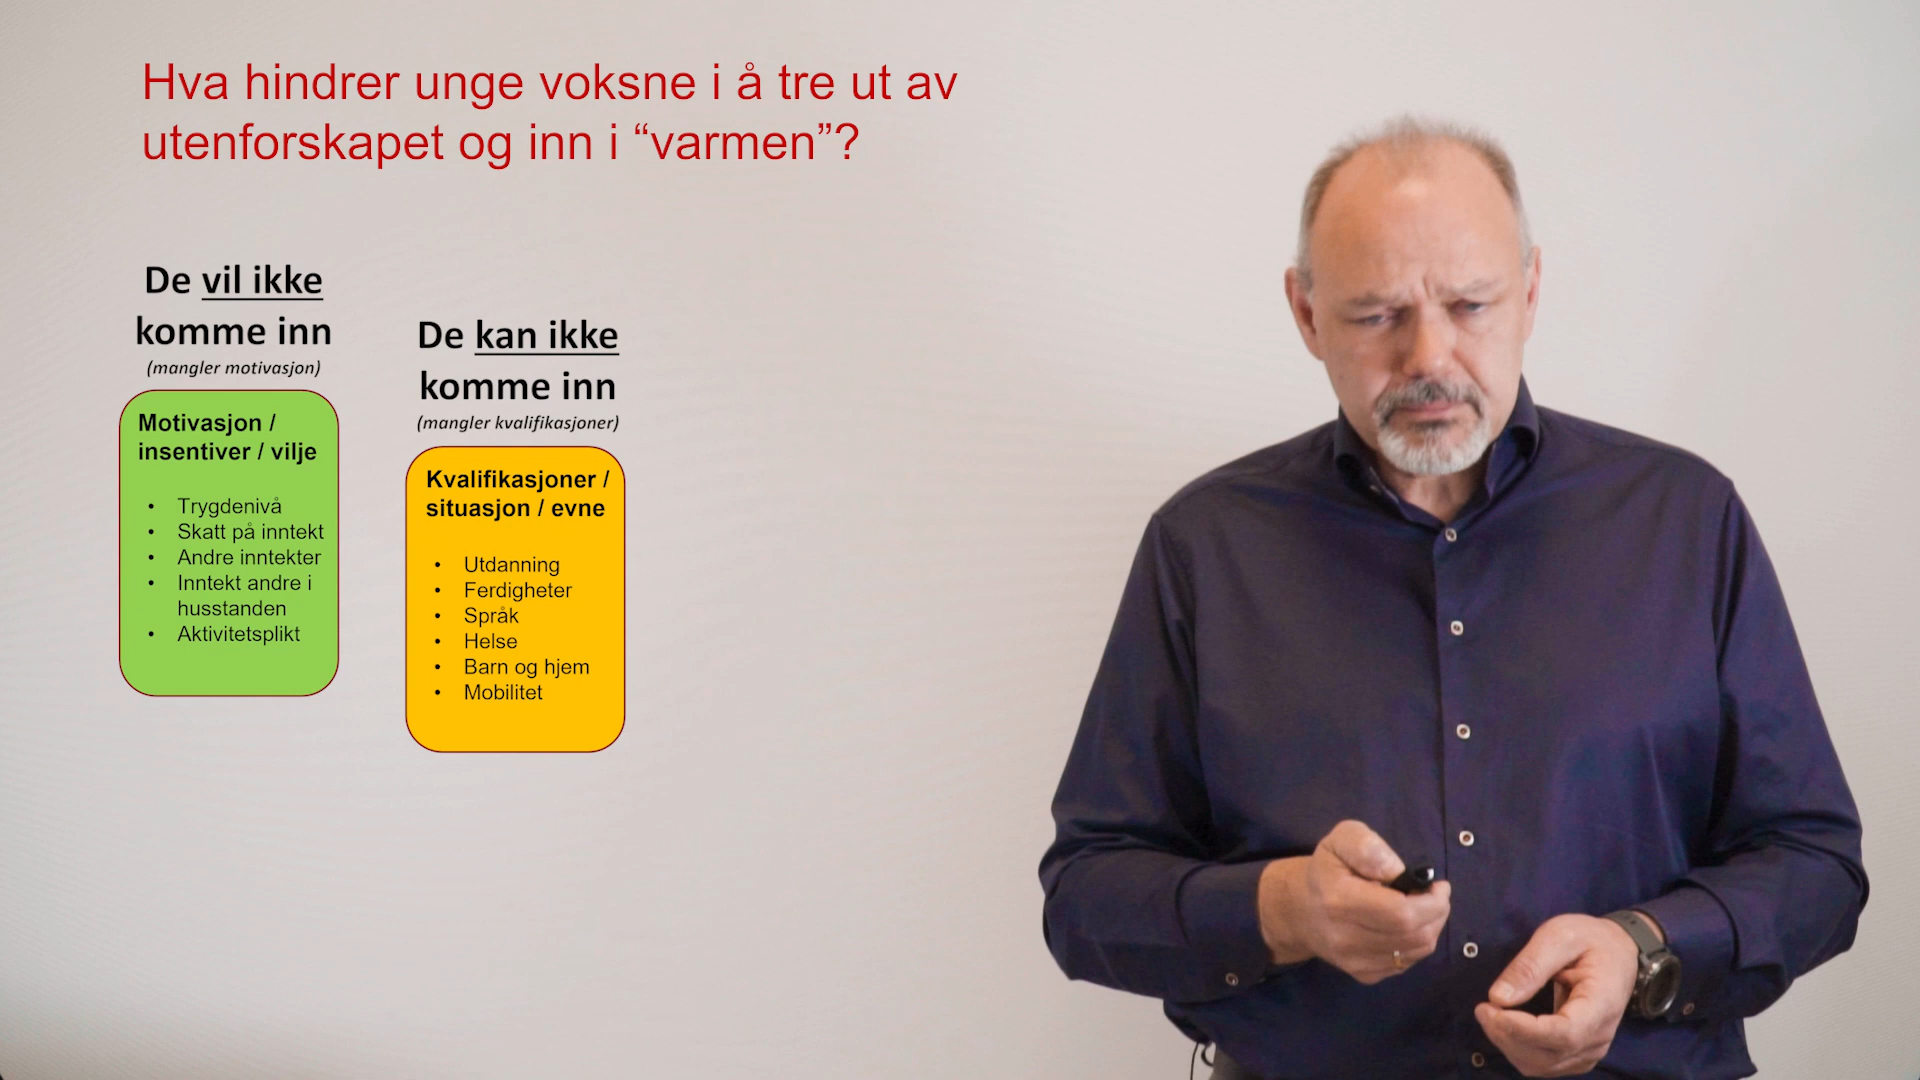 Hva hindrer unge voksne i å tre ut av
utenforskapet og inn i “varmen”?
De vil ikke
komme inn
(mangler motivasjon)
Motivasjon /
insentiver / vilje
• Trygdenivå
• Skatt på inntekt
• Andre inntekter
• Inntekt andre i
husstanden
• Aktivitetsplikt
De kan ikke
komme inn
(mangler kvalifikasjoner)
Kvalifikasjoner /
situasjon / evne
• Utdanning
• Ferdigheter
• Språk
• Helse
• Barn og hjem
• Mobilitet